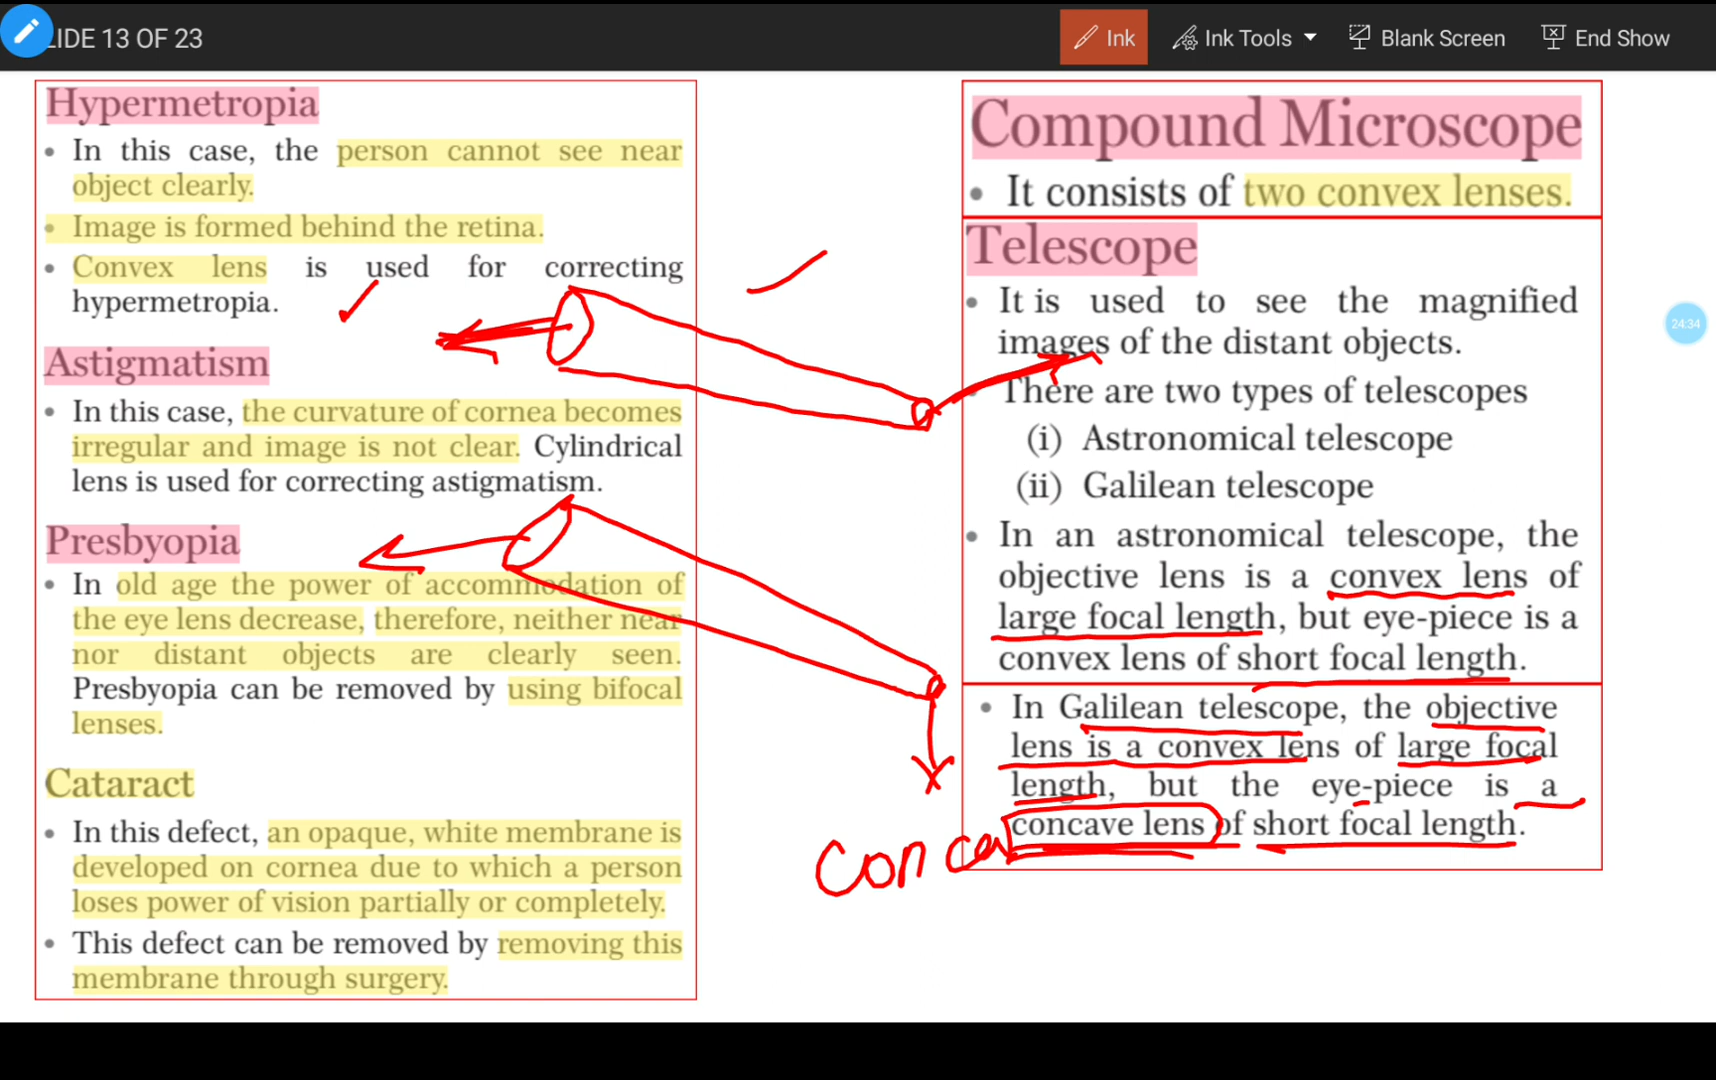 LIDE 13 OF 23
Ink
Ink Tools
Blank Screen
End Show
Hypermetropia
• In this case, the person cannot see near
object clearly.
• Image is formed behind the retina.
• Convex lens is used for correcting
hypermetropia.
Astigmatism
• In this case, the curvature of cornea becomes
irregular and image is not clear. Cylindrical
lens is used for correcting astigmatism.
Presbyopia
• In old age the power of accommodation of
the eye lens decrease, therefore, neither near
nor distant objects are clearly seen.
Presbyopia can be removed by using bifocal
lenses.
Cataract
• In this defect, an opaque, white membrane is
developed on cornea due to which a person
loses power of vision partially or completely.
• This defect can be removed by removing this
membrane through surgery.
Compound Microscope
• It consists of two convex lenses.
Telescope
• It is used to see the magnified
images of the distant objects.
• There are two types of telescopes
(i) Astronomical telescope
(ii) Galilean telescope
• In an astronomical telescope, the
objective lens is a convex lens of
large focal length, but eye-piece is a
convex lens of short focal length.
• In Galilean telescope, the objective
lens is a convex lens of large focal
length, but the eye-piece is a
concave lens of short focal length.
24:34